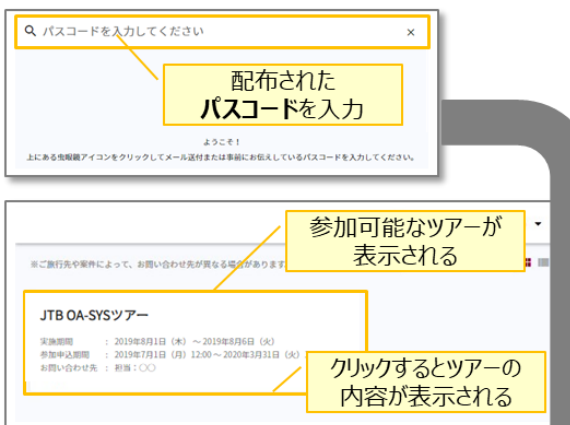 パスコードを入力してください ×
配布された
パスコードを入力
ようこそ！
上にある虫眼鏡アイコンをクリックしてメール送付または事前にお伝えしているパスコードを入力してください。
参加可能なツアーが
表示される
※ご旅行先や案件によって、お問い合わせ先が異なる場合があります
JTB OA-SYSツアー
実施期間 : 2019年8月1日（木）～2019年8月6日（火）
参加申込期間 : 2019年7月1日（月）12:00～2020年3月31日（火）
お問い合わせ先 : 担当：○○
クリックするとツアーの
内容が表示される